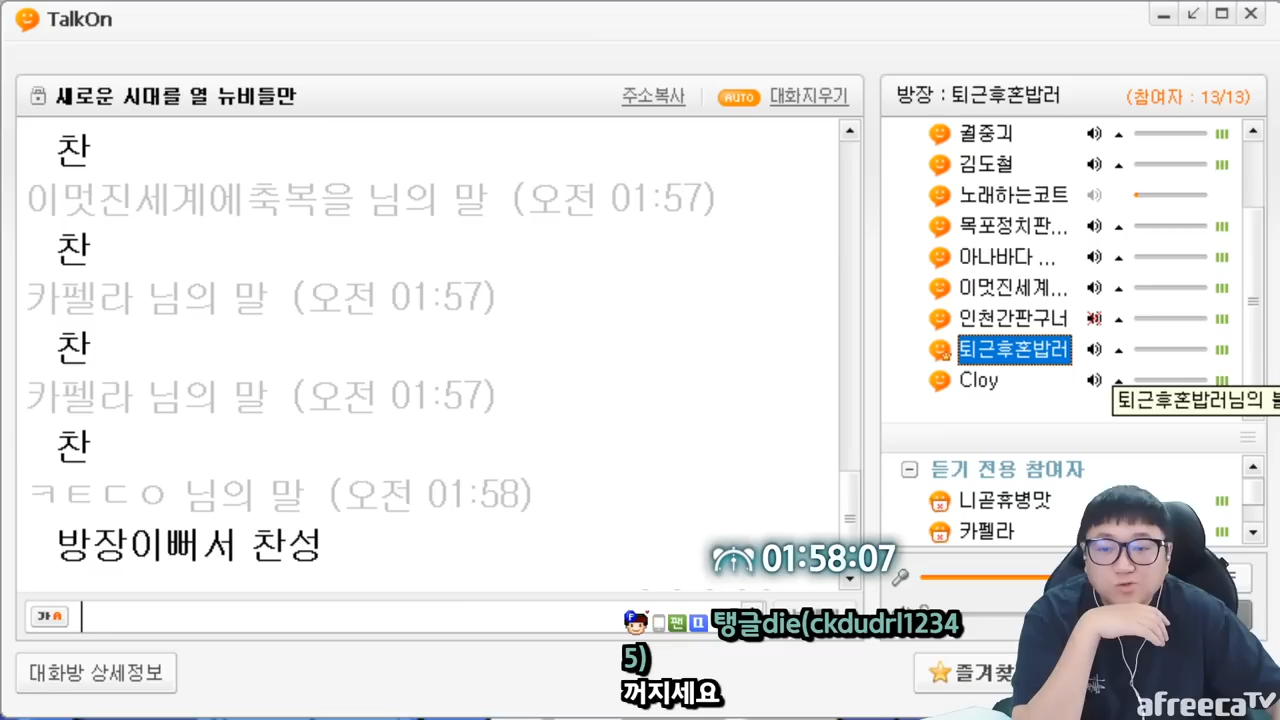 TalkOn
새로운 시대를 열 뉴비들만
주소복사
AUTO 대화지우기
찬
이멋진세계에축복을 님의 말 (오전 01:57)
찬
카펠라 님의 말 (오전 01:57)
찬
카펠라 님의 말 (오전 01:57)
찬
ㅋㅌㄷㅇ 님의 말 (오전 01:58)
방장이뻐서 찬성
가A
대화방 상세정보
방장 : 퇴근후혼밥러 (참여자 : 13/13)
궐중긔
김도철
노래하는코트
목포정치판...
아나바다 ...
이멋진세계...
인천간판구너
퇴근후혼밥러
Cloy
퇴근후혼밥러님의
듣기 전용 참여자
니곧휴병맛
카펠라
01:58:07
F 팬 탱글die(ckdudrl1234
5)
꺼지세요
즐겨찾
afreecaTV